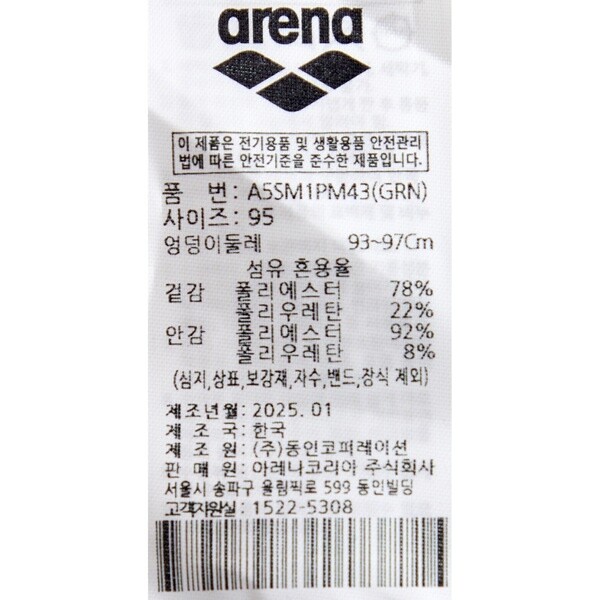 arena
이 제품은 전기용품 및 생활용품 안전관리
법에 따른 안전기준을 준수한 제품입니다.
품 번: A5SM1PM43(GRN)
사이즈: 95
엉덩이둘레 93~97Cm
섬유 혼용율
겉감 폴리에스터 78%
폴리우레탄 22%
안감 폴리에스터 92%
폴리우레탄 8%
(심지,상표,보강재,자수,밴드,장식 제외)
제조년월: 2025. 01
제 조 국: 한국
제 조 원: (주)동인코퍼레이션
판 매 원: 아레나코리아 주식회사
서울시 송파구 올림픽로 599 동인빌딩
고객지원실: 1522-5308